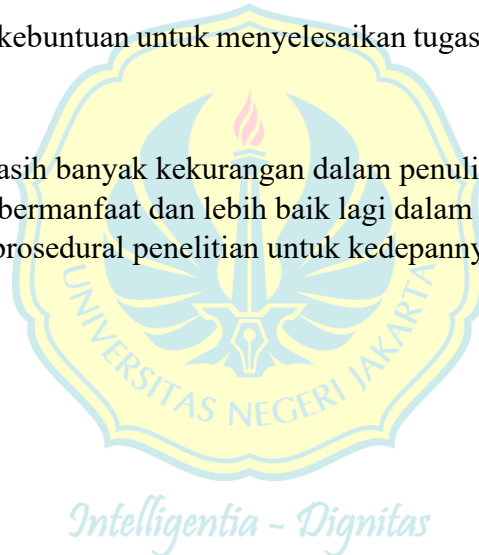 kebuntuan untuk menyelesaikan tugas
asih banyak kekurangan dalam penuli
bermanfaat dan lebih baik lagi dalam
prosedural penelitian untuk kedepanny
UNIVERSITAS NEGERI JAKARTA
Intelligentia - Dignitas